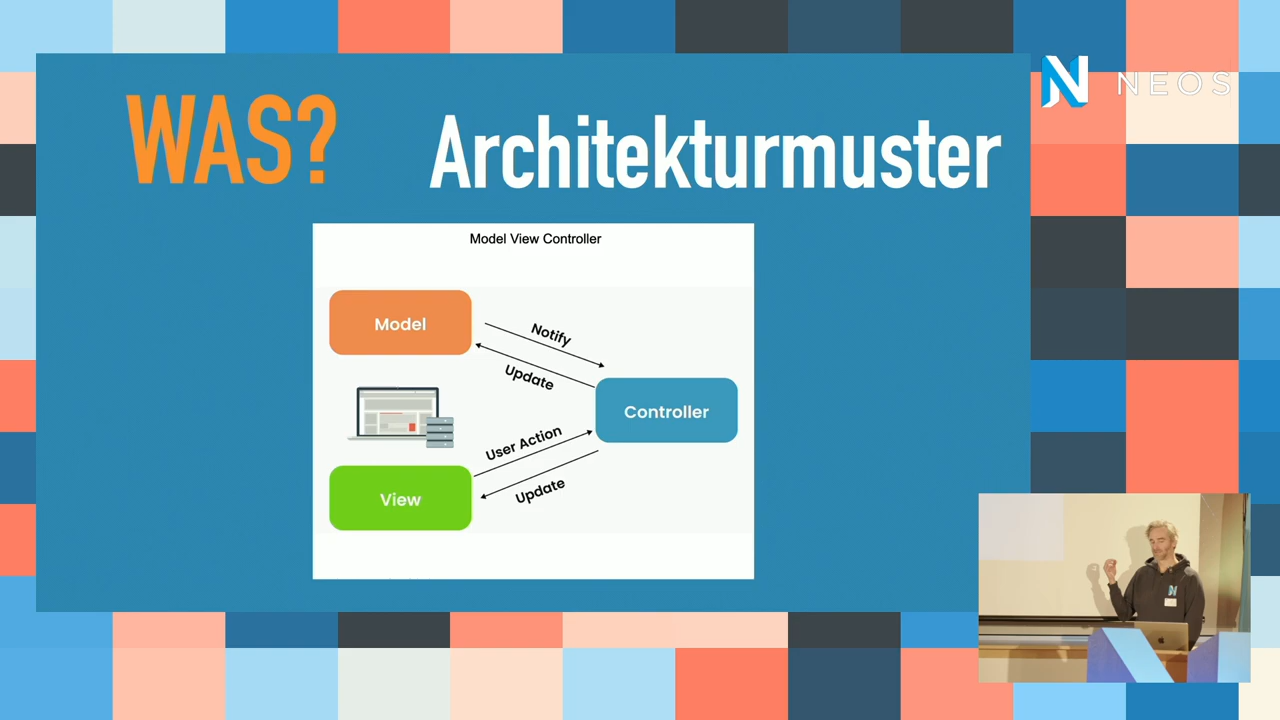 WAS?
Architekturmuster
NEOS
Model View Controller
Model
Notify
Update
Controller
User Action
Update
View